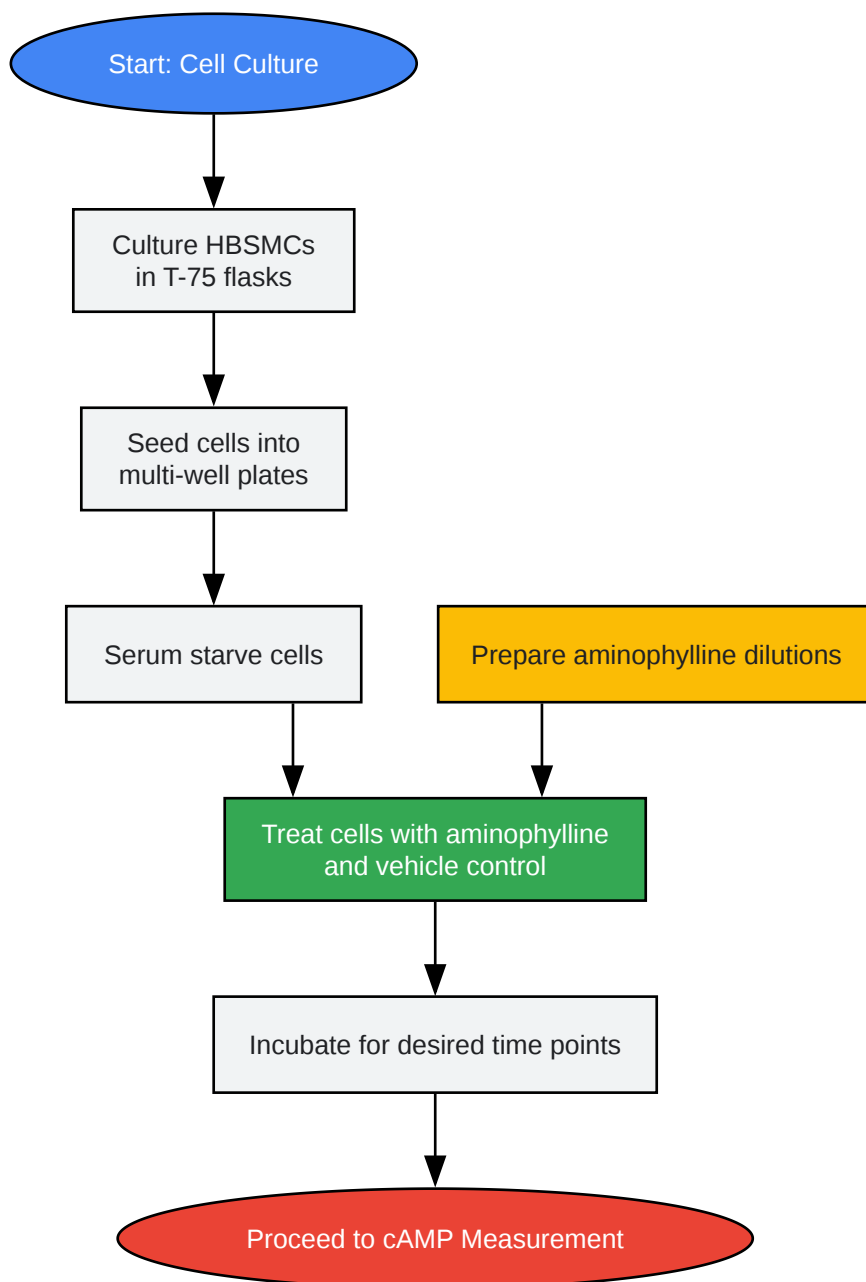 Start: Cell Culture
Culture HBSMCs
in T-75 flasks
Seed cells into
multi-well plates
Serum starve cells
Prepare aminophylline dilutions
Treat cells with aminophylline
and vehicle control
Incubate for desired time points
Proceed to cAMP Measurement